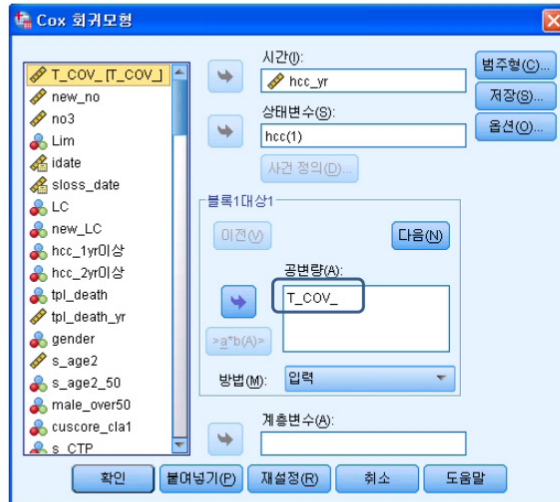 Cox 회귀모형
T_COV_ [T_COV_]
new_no
no3
Lim
idate
sloss_date
LC
new_LC
hcc_1yr이상
hcc_2yr이상
tpl_death
tpl_death_yr
gender
s_age2
s_age2_50
male_over50
cuscore_cla1
s_CTP
시간(I):
hcc_yr
상태변수(S):
hcc(1)
사건 정의(D)...
블록1대상1
이전(V)
다음(N)
공변량(A):
T_COV_
>a*b(A)>
방법(M): 입력
계층변수(A):
범주형(C)...
저장(S)...
옵션(O)...
확인 붙여넣기(P) 재설정(R) 취소 도움말